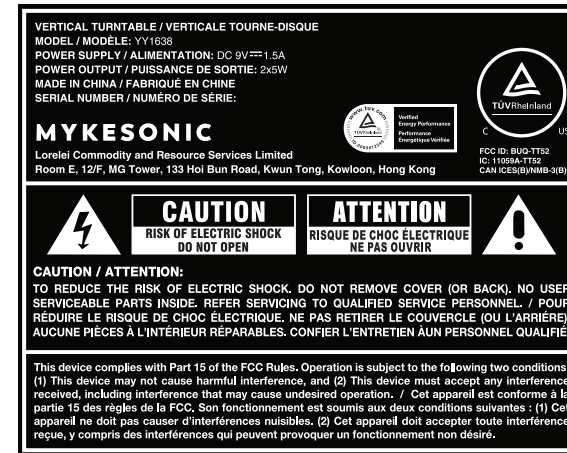 VERTICAL TURNTABLE / VERTICALE TOURNE-DISQUE
MODEL / MODÈLE: YY1638
POWER SUPPLY / ALIMENTATION: DC 9V⎓1.5A
POWER OUTPUT / PUISSANCE DE SORTIE: 2x5W
MADE IN CHINA / FABRIQUÉ EN CHINE
SERIAL NUMBER / NUMÉRO DE SÉRIE:
MYKESONIC
Lorelei Commodity and Resource Services Limited
Room E, 12/F, MG Tower, 133 Hoi Bun Road, Kwun Tong, Kowloon, Hong Kong
www.tuv.com
TÜVRheinland
Verified
Energy Performance
Performance
Énergétique Vérifiée
TÜVRheinland
C US
FCC ID: BUQ-TT52
IC: 11059A-TT52
CAN ICES(B)/NMB-3(B)
CAUTION
RISK OF ELECTRIC SHOCK
DO NOT OPEN
ATTENTION
RISQUE DE CHOC ÉLECTRIQUE
NE PAS OUVRIR
CAUTION / ATTENTION:
TO REDUCE THE RISK OF ELECTRIC SHOCK. DO NOT REMOVE COVER (OR BACK). NO USER
SERVICEABLE PARTS INSIDE. REFER SERVICING TO QUALIFIED SERVICE PERSONNEL. / POUR
RÉDUIRE LE RISQUE DE CHOC ÉLECTRIQUE. NE PAS RETIRER LE COUVERCLE (OU L'ARRIÉRE)
AUCUNE PIÈCES À L'INTÉRIEUR RÉPARABLES. CONFIER L'ENTRETIEN ÀUN PERSONNEL QUALIFIÉ
This device complies with Part 15 of the FCC Rules. Operation is subject to the following two conditions
(1) This device may not cause harmful interference, and (2) This device must accept any interference
received, including interference that may cause undesired operation. / Cet appareil est conforme à la
partie 15 des règles de la FCC. Son fonctionnement est soumis aux deux conditions suivantes : (1) Cet
appareil ne doit pas causer d'interférences nuisibles. (2) Cet appareil doit accepter toute interférence
reçue, y compris des interférences qui peuvent provoquer un fonctionnement non désiré.